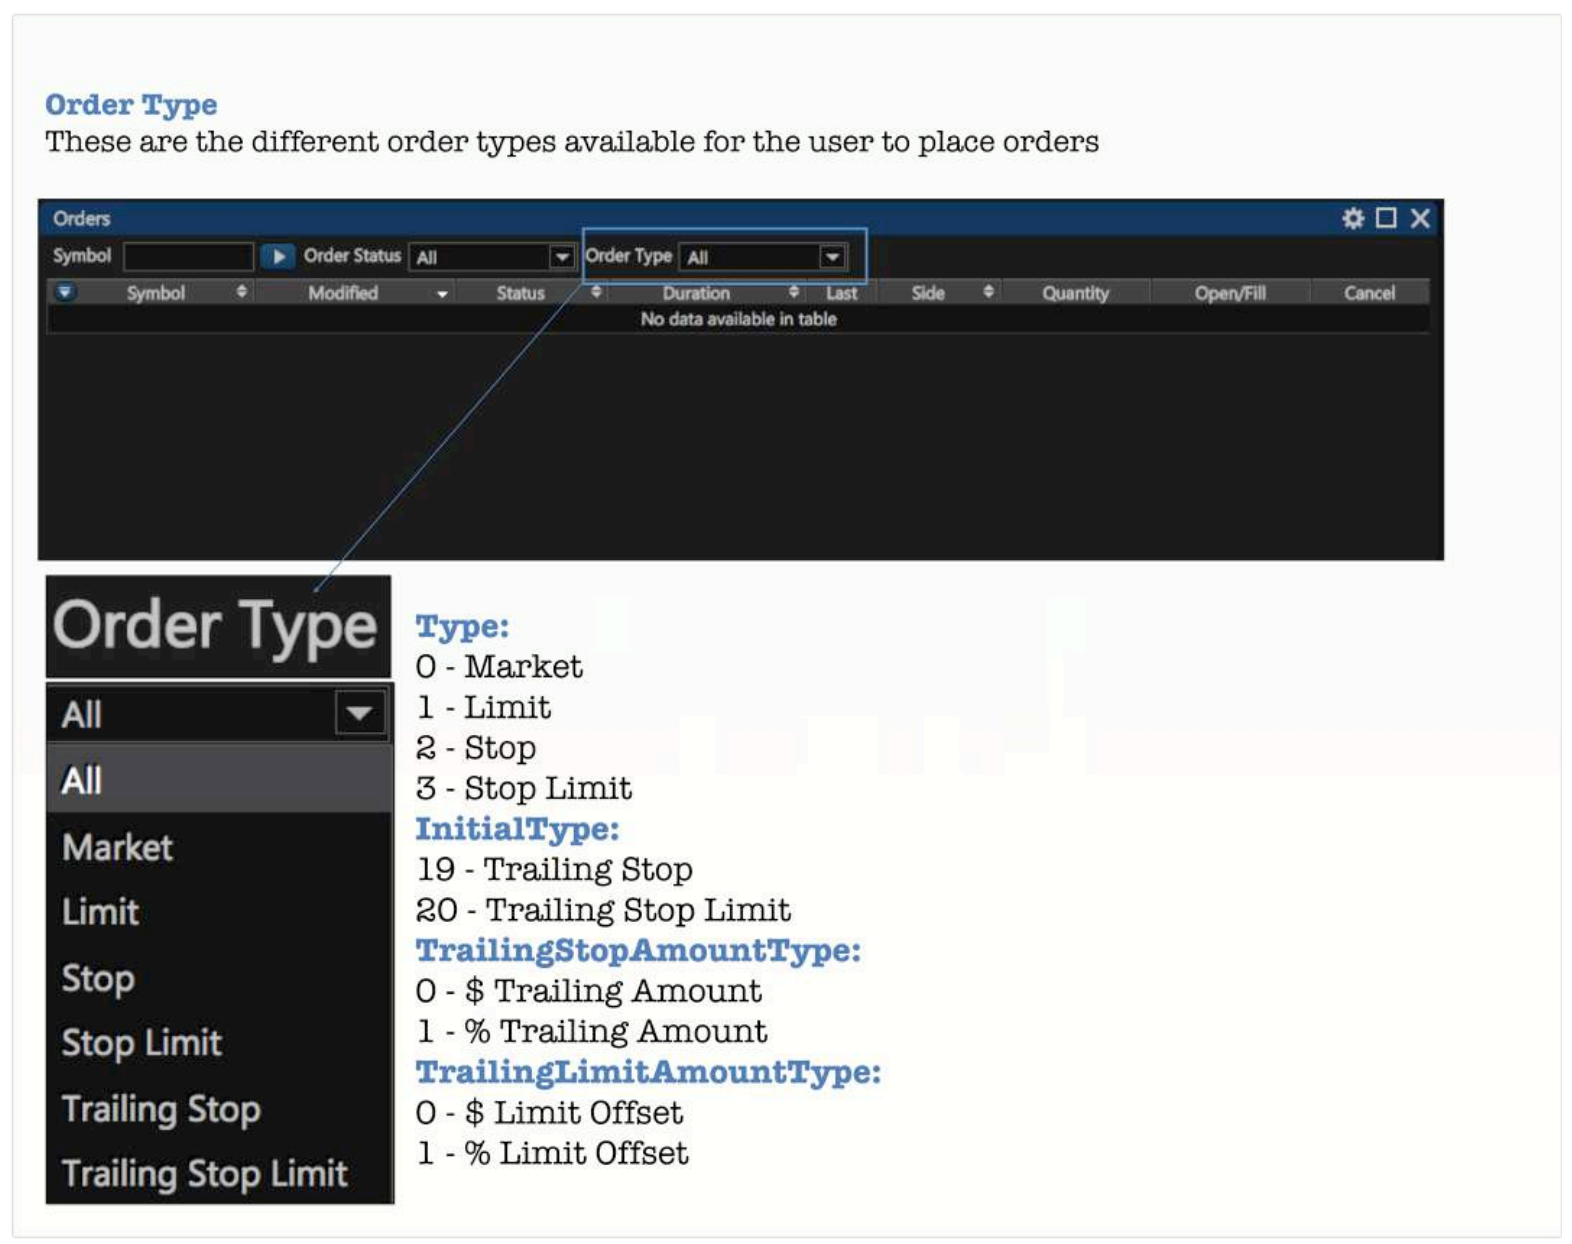 Order Type
These are the different order types available for the user to place orders
Orders
Symbol Order Status All Order Type All
Symbol Modified Status Duration Last Side Quantity Open/Fill Cancel
No data available in table
Order Type
All
All
Market
Limit
Stop
Stop Limit
Trailing Stop
Trailing Stop Limit
Type:
0 - Market
1 - Limit
2 - Stop
3 - Stop Limit
InitialType:
19 - Trailing Stop
20 - Trailing Stop Limit
TrailingStopAmountType:
0 - $ Trailing Amount
1 - % Trailing Amount
TrailingLimitAmountType:
0 - $ Limit Offset
1 - % Limit Offset